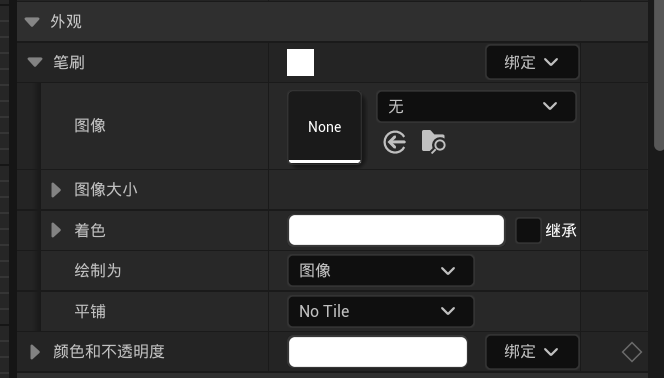 外观
笔刷
绑定
图像
None
无
图像大小
着色
继承
绘制为
图像
平铺
No Tile
颜色和不透明度
绑定